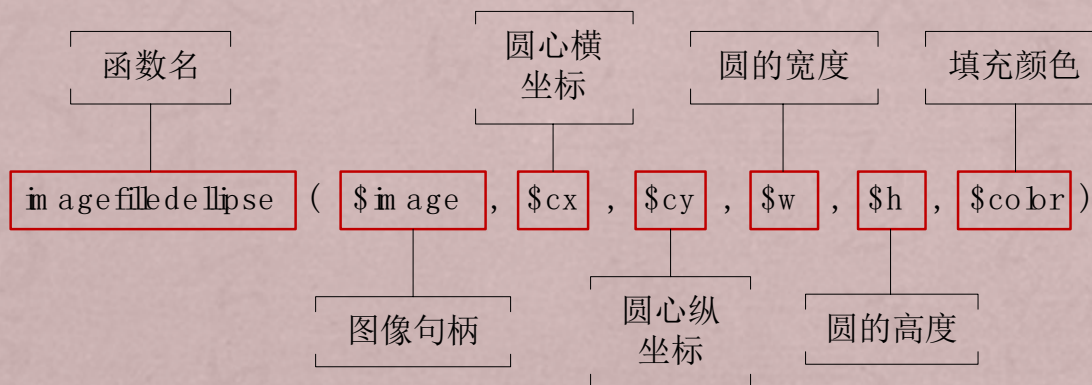 函数名
圆心横
坐标
圆的宽度
填充颜色
imagefilledellipse ( $image , $cx , $cy , $w , $h , $color )
图像句柄
圆心纵
坐标
圆的高度